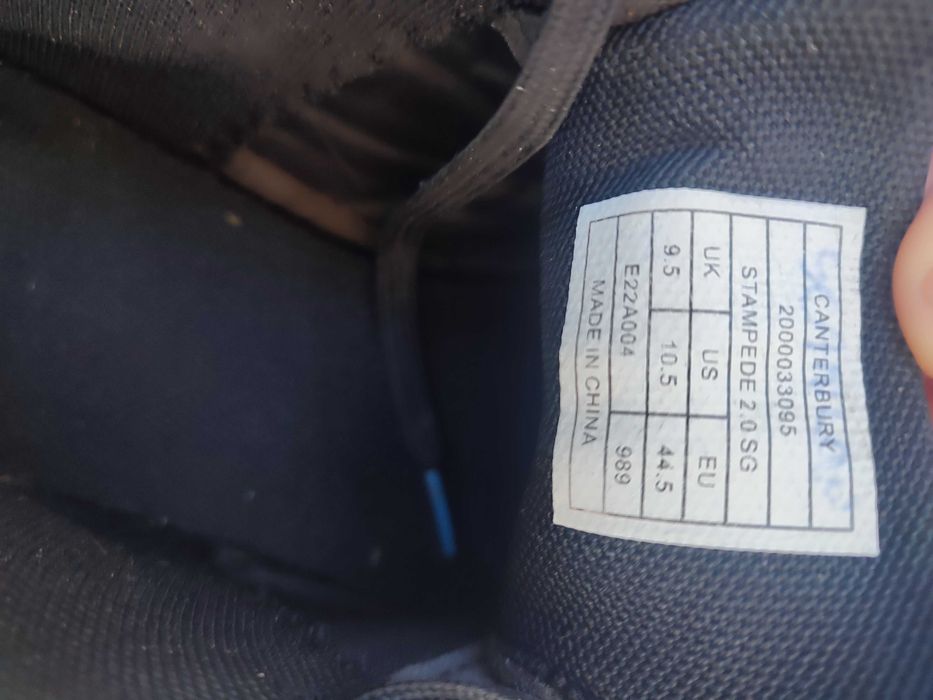 CANTERBURY
2000033095
STAMPEDE 2.0 SG
UK US EU
9.5 10.5 44.5
E22A004 989
MADE IN CHINA